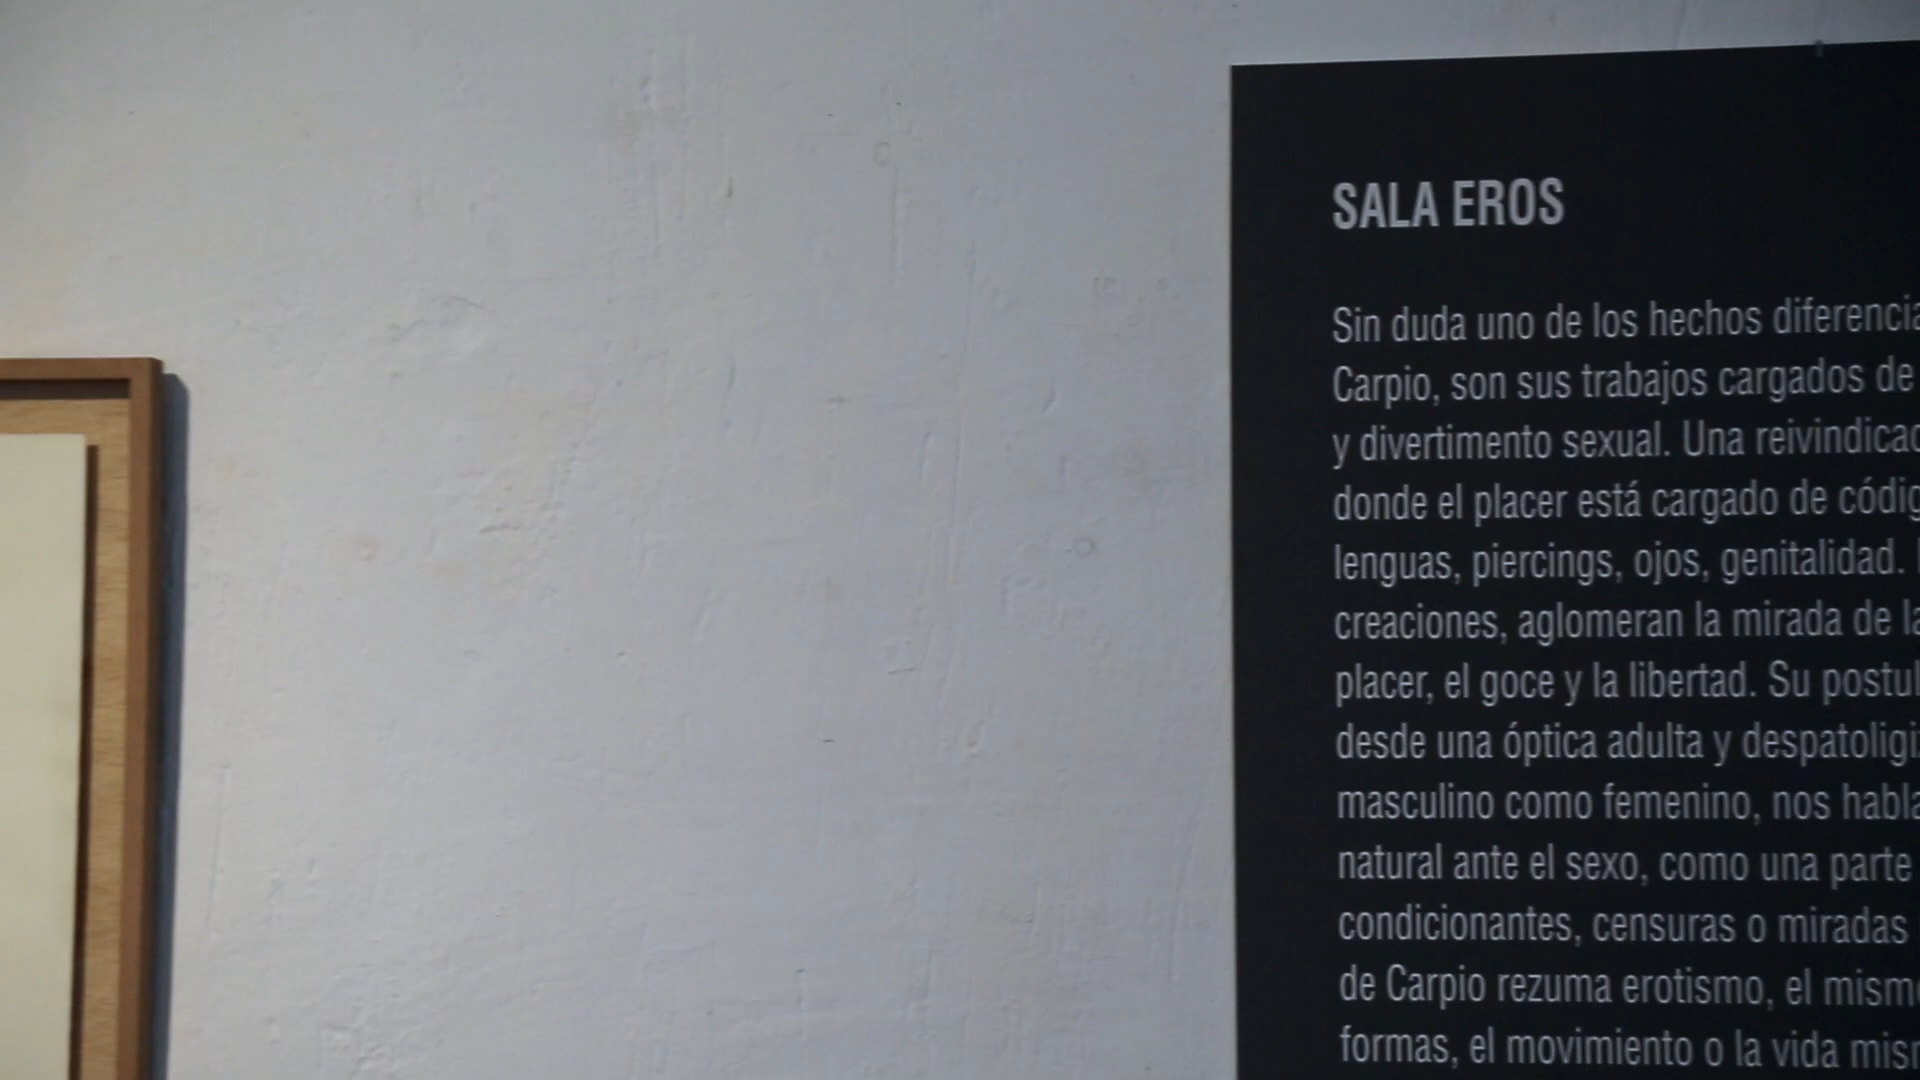 SALA EROS
Sin duda uno de los hechos
Carpio, son sus trabajos cargados de
y divertimento sexual. Una
donde el placer está cargado de
lenguas, piercings, ojos, genitalidad.
creaciones, aglomeran la mirada de
placer, el goce y la libertad. Su
desde una óptica adulta y
masculino como femenino, nos
natural ante el sexo, como una parte
condicionantes, censuras o miradas
de Carpio rezuma erotismo, el
formas, el movimiento o la vida